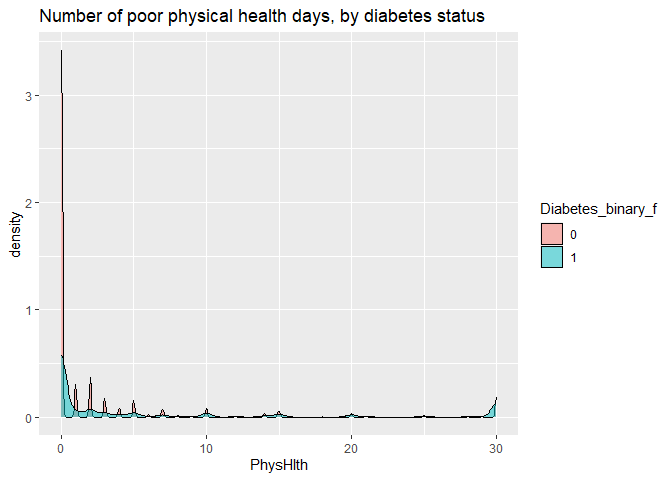 Number of poor physical health days, by diabetes status
3
2
1
0
density
0
10
20
30
PhysHlth
Diabetes_binary_f
0
1